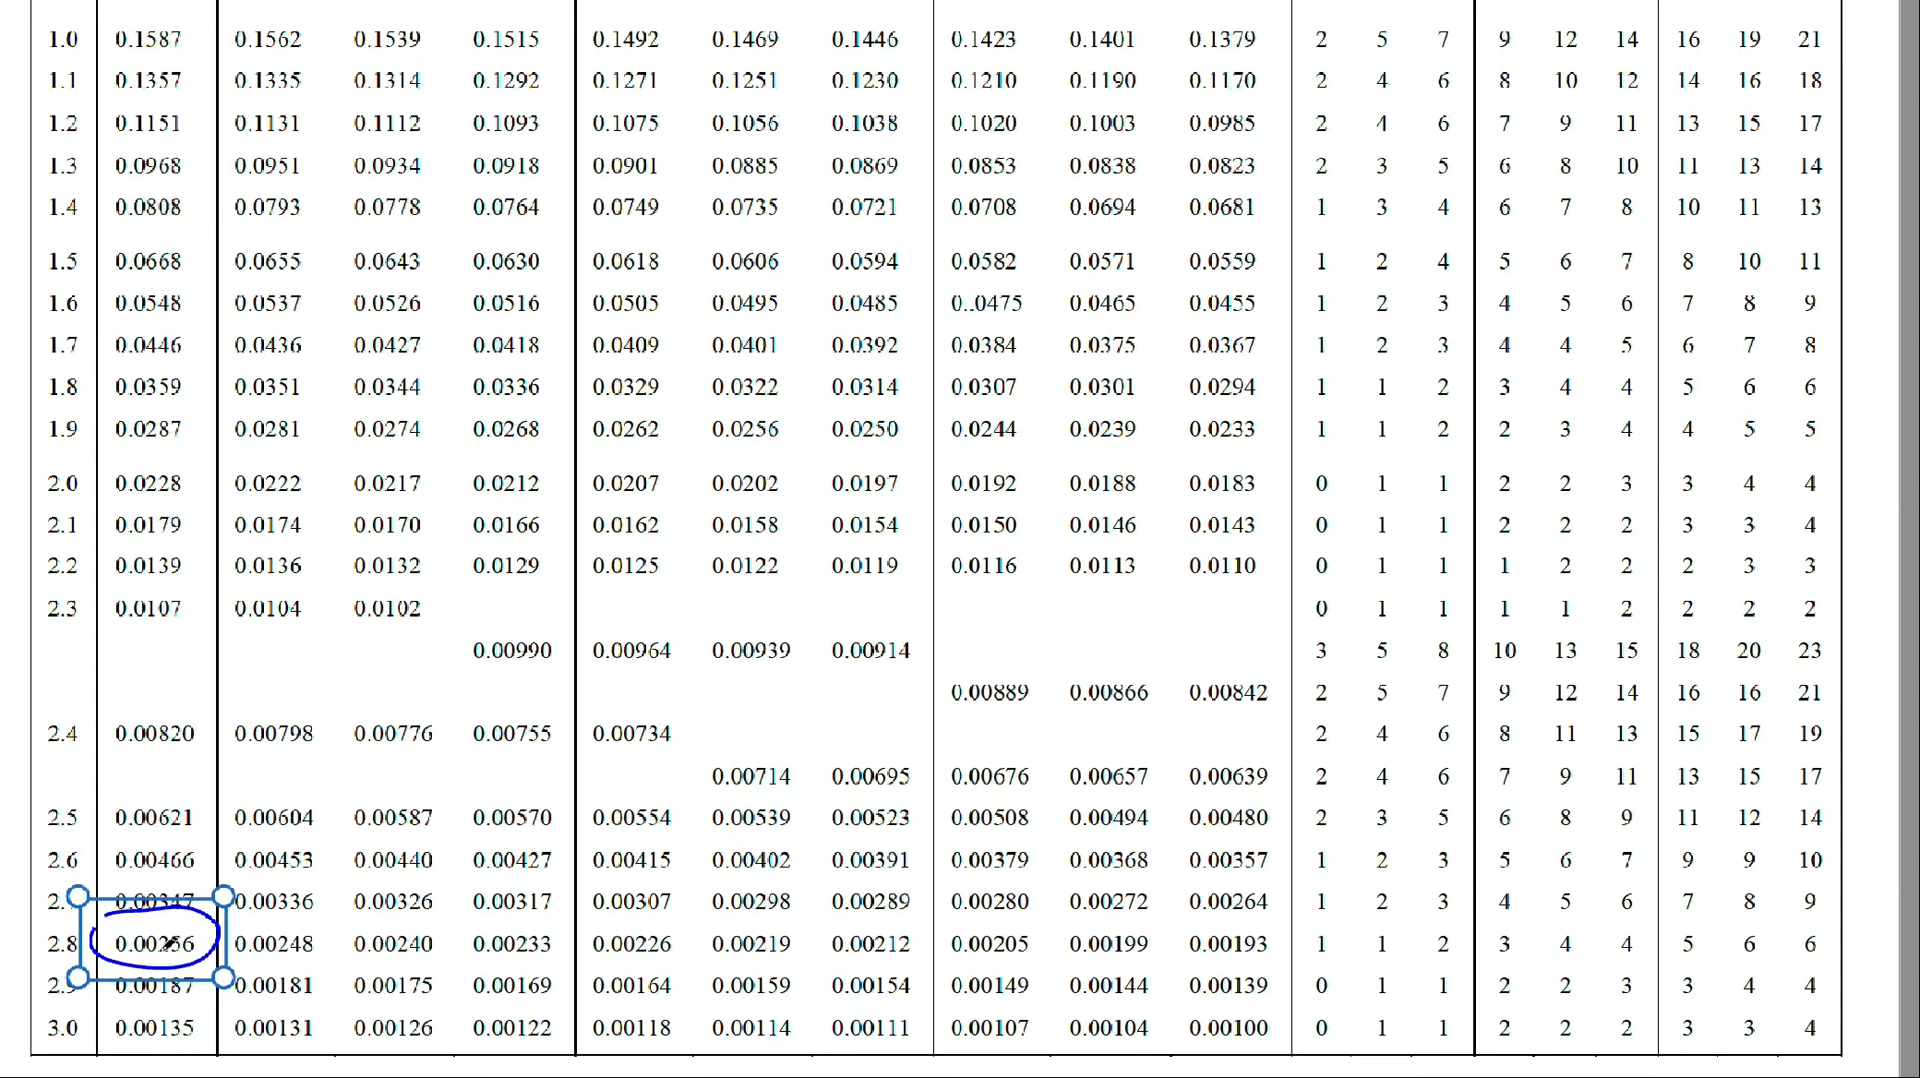 1.0 0.1587 0.1562 0.1539 0.1515 0.1492 0.1469 0.1446 0.1423 0.1401 0.1379 2 5 7 9 12 14 16 19 21
1.1 0.1357 0.1335 0.1314 0.1292 0.1271 0.1251 0.1230 0.1210 0.1190 0.1170 2 4 6 8 10 12 14 16 18
1.2 0.1151 0.1131 0.1112 0.1093 0.1075 0.1056 0.1038 0.1020 0.1003 0.0985 2 4 6 7 9 11 13 15 17
1.3 0.0968 0.0951 0.0934 0.0918 0.0901 0.0885 0.0869 0.0853 0.0838 0.0823 2 3 5 6 8 10 11 13 14
1.4 0.0808 0.0793 0.0778 0.0764 0.0749 0.0735 0.0721 0.0708 0.0694 0.0681 1 3 4 6 7 8 10 11 13
1.5 0.0668 0.0655 0.0643 0.0630 0.0618 0.0606 0.0594 0.0582 0.0571 0.0559 1 2 4 5 6 7 8 10 11
1.6 0.0548 0.0537 0.0526 0.0516 0.0505 0.0495 0.0485 0..0475 0.0465 0.0455 1 2 3 4 5 6 7 8 9
1.7 0.0446 0.0436 0.0427 0.0418 0.0409 0.0401 0.0392 0.0384 0.0375 0.0367 1 2 3 4 4 5 6 7 8
1.8 0.0359 0.0351 0.0344 0.0336 0.0329 0.0322 0.0314 0.0307 0.0301 0.0294 1 1 2 3 4 4 5 6 6
1.9 0.0287 0.0281 0.0274 0.0268 0.0262 0.0256 0.0250 0.0244 0.0239 0.0233 1 1 2 2 3 4 4 5 5
2.0 0.0228 0.0222 0.0217 0.0212 0.0207 0.0202 0.0197 0.0192 0.0188 0.0183 0 1 1 2 2 3 3 4 4
2.1 0.0179 0.0174 0.0170 0.0166 0.0162 0.0158 0.0154 0.0150 0.0146 0.0143 0 1 1 2 2 2 3 3 4
2.2 0.0139 0.0136 0.0132 0.0129 0.0125 0.0122 0.0119 0.0116 0.0113 0.0110 0 1 1 1 2 2 2 3 3
2.3 0.0107 0.0104 0.0102 0 1 1 1 1 2 2 2 2
0.00990 0.00964 0.00939 0.00914 3 5 8 10 13 15 18 20 23
0.00889 0.00866 0.00842 2 5 7 9 12 14 16 16 21
2.4 0.00820 0.00798 0.00776 0.00755 0.00734 2 4 6 8 11 13 15 17 19
0.00714 0.00695 0.00676 0.00657 0.00639 2 4 6 7 9 11 13 15 17
2.5 0.00621 0.00604 0.00587 0.00570 0.00554 0.00539 0.00523 0.00508 0.00494 0.00480 2 3 5 6 8 9 11 12 14
2.6 0.00466 0.00453 0.00440 0.00427 0.00415 0.00402 0.00391 0.00379 0.00368 0.00357 1 2 3 5 6 7 9 9 10
0.00347 0.00336 0.00326 0.00317 0.00307 0.00298 0.00289 0.00280 0.00272 0.00264 1 2 3 4 5 6 7 8 9
2.8 0.00256 0.00248 0.00240 0.00233 0.00226 0.00219 0.00212 0.00205 0.00199 0.00193 1 1 2 3 4 4 5 6 6
2.9 0.00187 0.00181 0.00175 0.00169 0.00164 0.00159 0.00154 0.00149 0.00144 0.00139 0 1 1 2 2 3 3 4 4
3.0 0.00135 0.00131 0.00126 0.00122 0.00118 0.00114 0.00111 0.00107 0.00104 0.00100 0 1 1 2 2 2 3 3 4